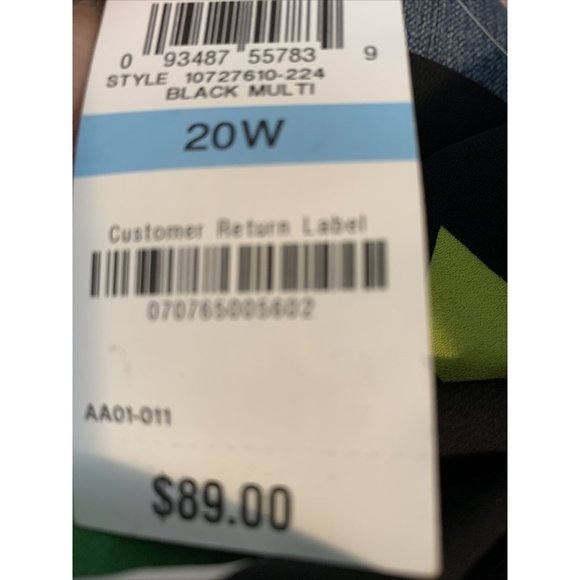 0 93487 55783 9
STYLE 10727610-224
BLACK MULTI
20W
Customer Return Label
070765005602
AA01-011
$89.00